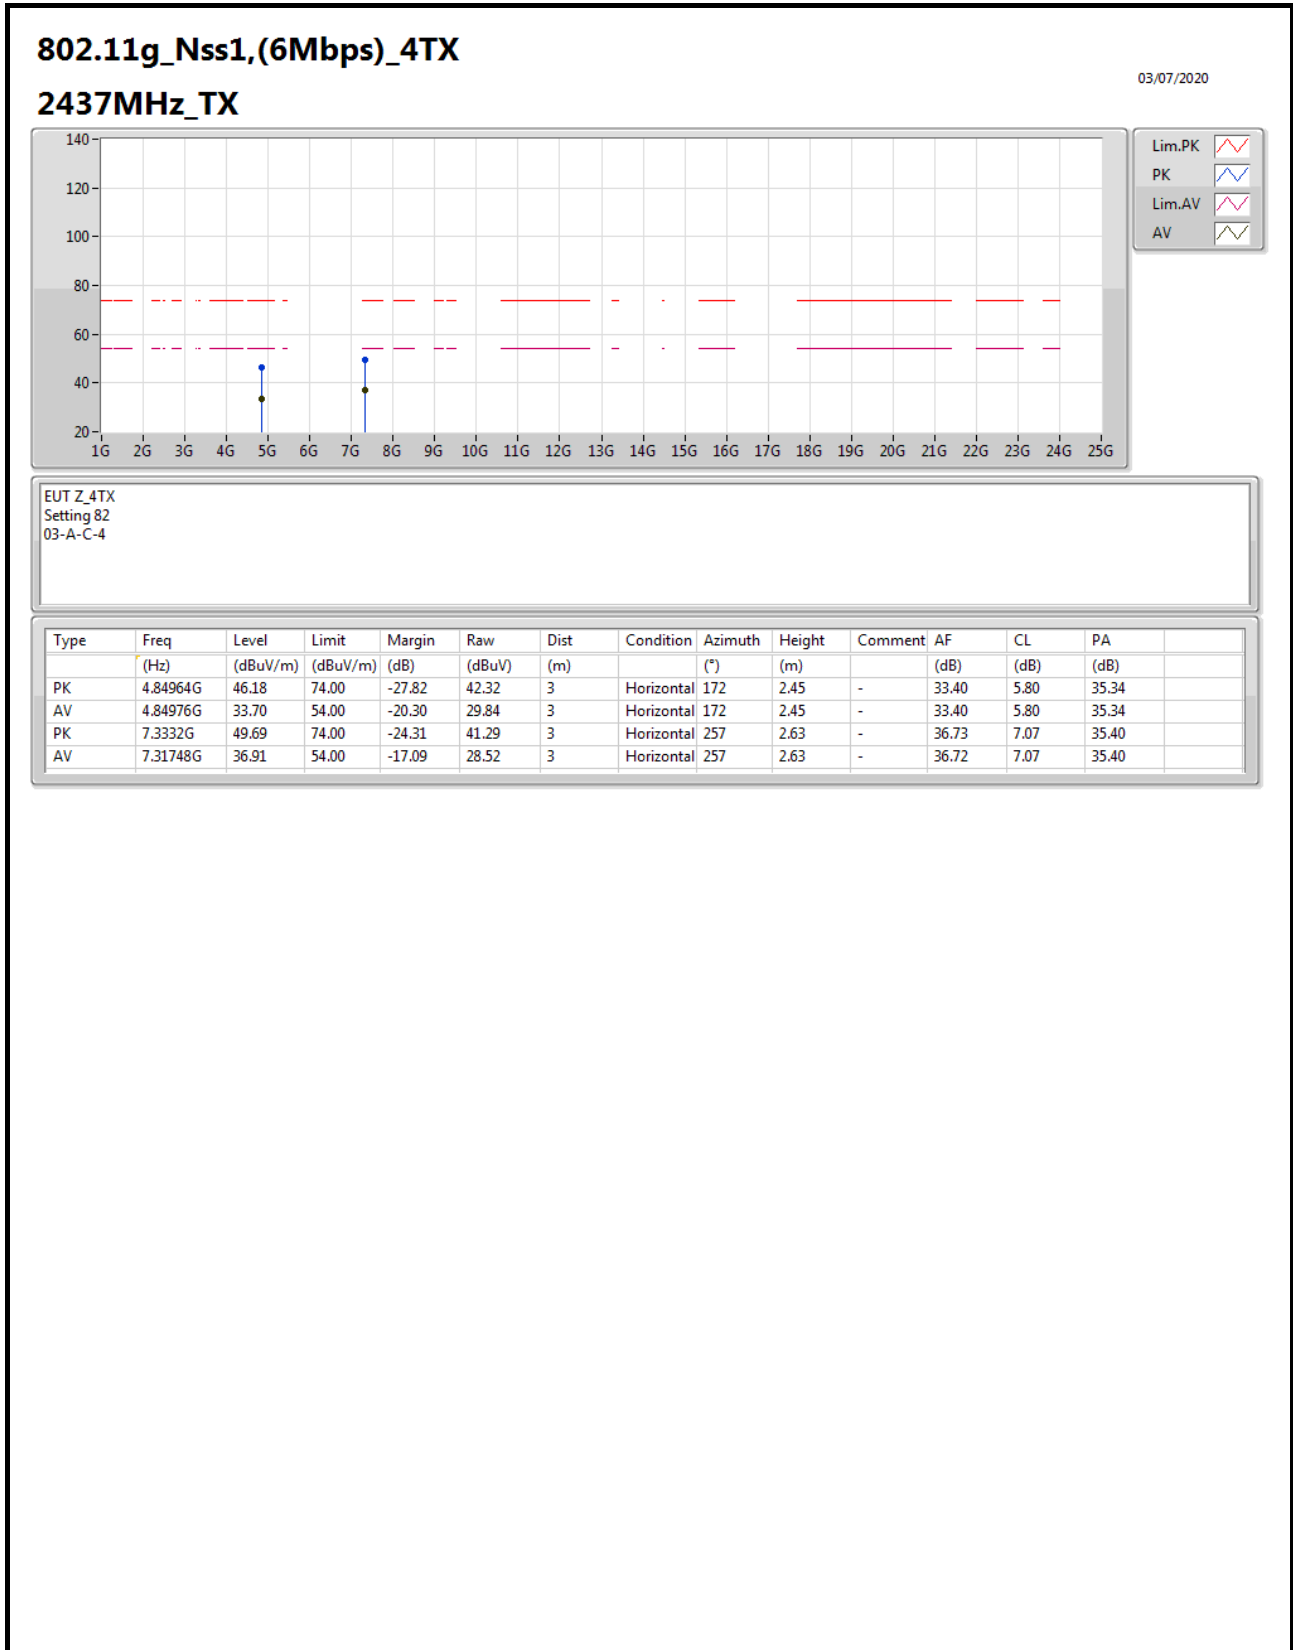 802.11g_Nss1,(6Mbps)_4TX
03/07/2020
2437MHz_TX
140
120
100
80
60
40
20
1G 2G 3G 4G 5G 6G 7G 8G 9G 10G 11G 12G 13G 14G 15G 16G 17G 18G 19G 20G 21G 22G 23G 24G 25G
Lim.PK
PK
Lim.AV
AV
EUT Z_4TX
Setting 82
03-A-C-4
Type Freq Level Limit Margin Raw Dist Condition Azimuth Height Comment AF CL PA
(Hz) (dBuV/m) (dBuV/m) (dB) (dBuV) (m) (°) (m) (dB) (dB) (dB)
PK 4.84964G 46.18 74.00 -27.82 42.32 3 Horizontal 172 2.45 - 33.40 5.80 35.34
AV 4.84976G 33.70 54.00 -20.30 29.84 3 Horizontal 172 2.45 - 33.40 5.80 35.34
PK 7.3332G 49.69 74.00 -24.31 41.29 3 Horizontal 257 2.63 - 36.73 7.07 35.40
AV 7.31748G 36.91 54.00 -17.09 28.52 3 Horizontal 257 2.63 - 36.72 7.07 35.40